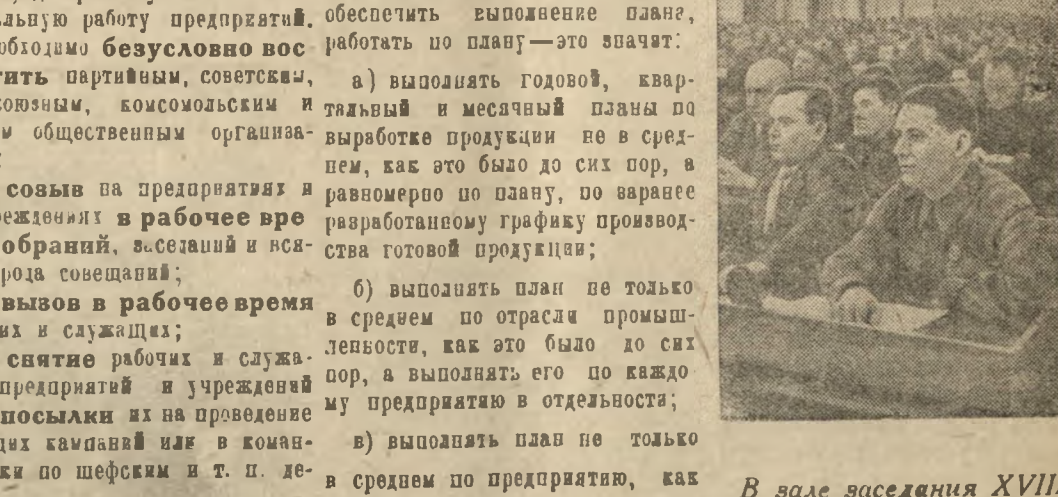 льную работу предприятий.
обходимо безусловно вос
тить партийным, советским,
союзным, комсомольским и
м общественным организа-
созыв на предприятиях и
реждениях в рабочее вре
обраний, заседаний и вся-
рода совещаний;
вызов в рабочее время
их и служащих;
снятие рабочих и служа-
предприятий и учреждений
посылки их на проведение
щих кампаний или в коман-
ки по шефским и т. п. де-
обеспечить выполнение плана,
работать по плану—это значит:
а) выполнять годовой, квар-
тальный и месячный планы по
выработке продукции не в сред-
нем, как это было до сих пор, а
равномерно по плану, по заранее
разработанному графику производ-
ства готовой продукции;
б) выполнять план не только
в среднем по отрасли промыш-
ленности, как это было до сих
пор, а выполнять его по каждо
му предприятию в отдельности;
в) выполнять план не только
в среднем по предприятию, как
В зале заседания XVIII